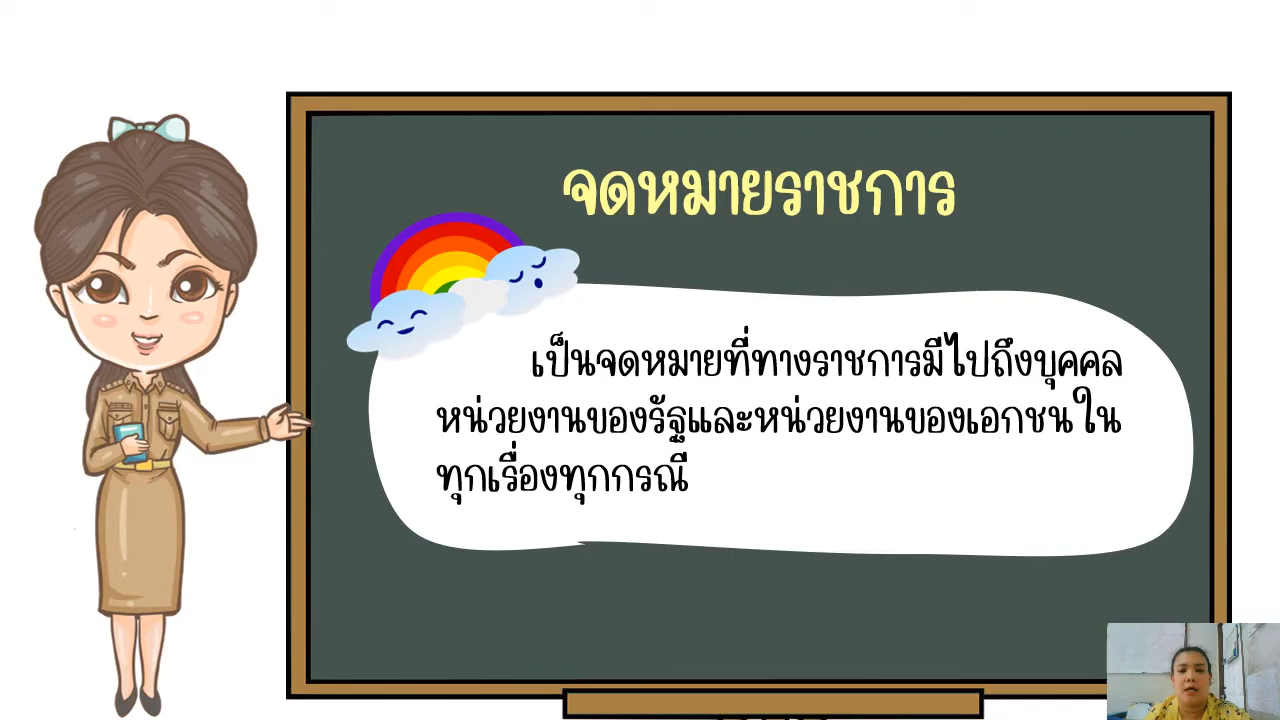 จดหมายราชการ
เป็นจดหมายที่ทางราชการมีไปถึงบุคคล
หน่วยงานของรัฐและหน่วยงานของเอกชน ใน
ทุกเรื่องทุกกรณี